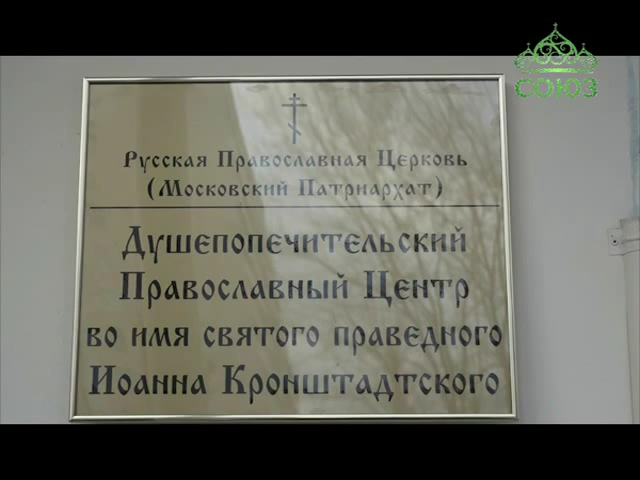 СОЮЗ
Русская Православная Церковь
(Московский Патриархат)
Душепопечительский
Православный Центр
во имя святого праведного
Иоанна Кронштадтского